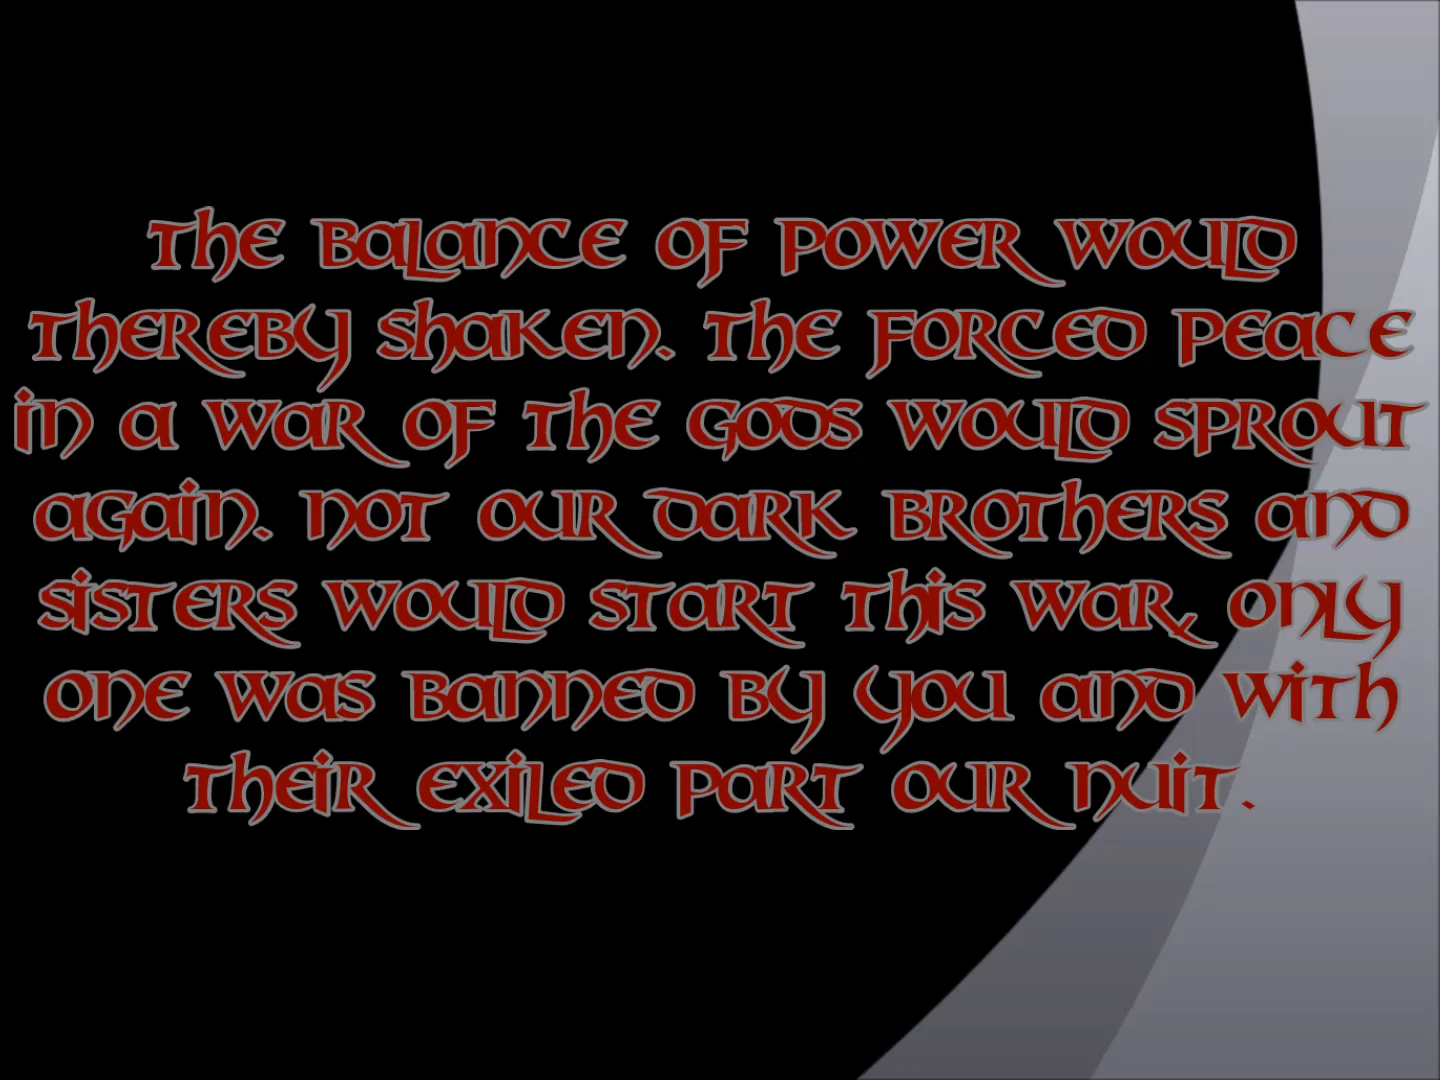 The balance of power would
thereby shaken. The forced peace
in a war of the gods would sprout
again. Not our dark brothers and
sisters would start this war, only
one was banned by you and with
their exiled part our Nuit.